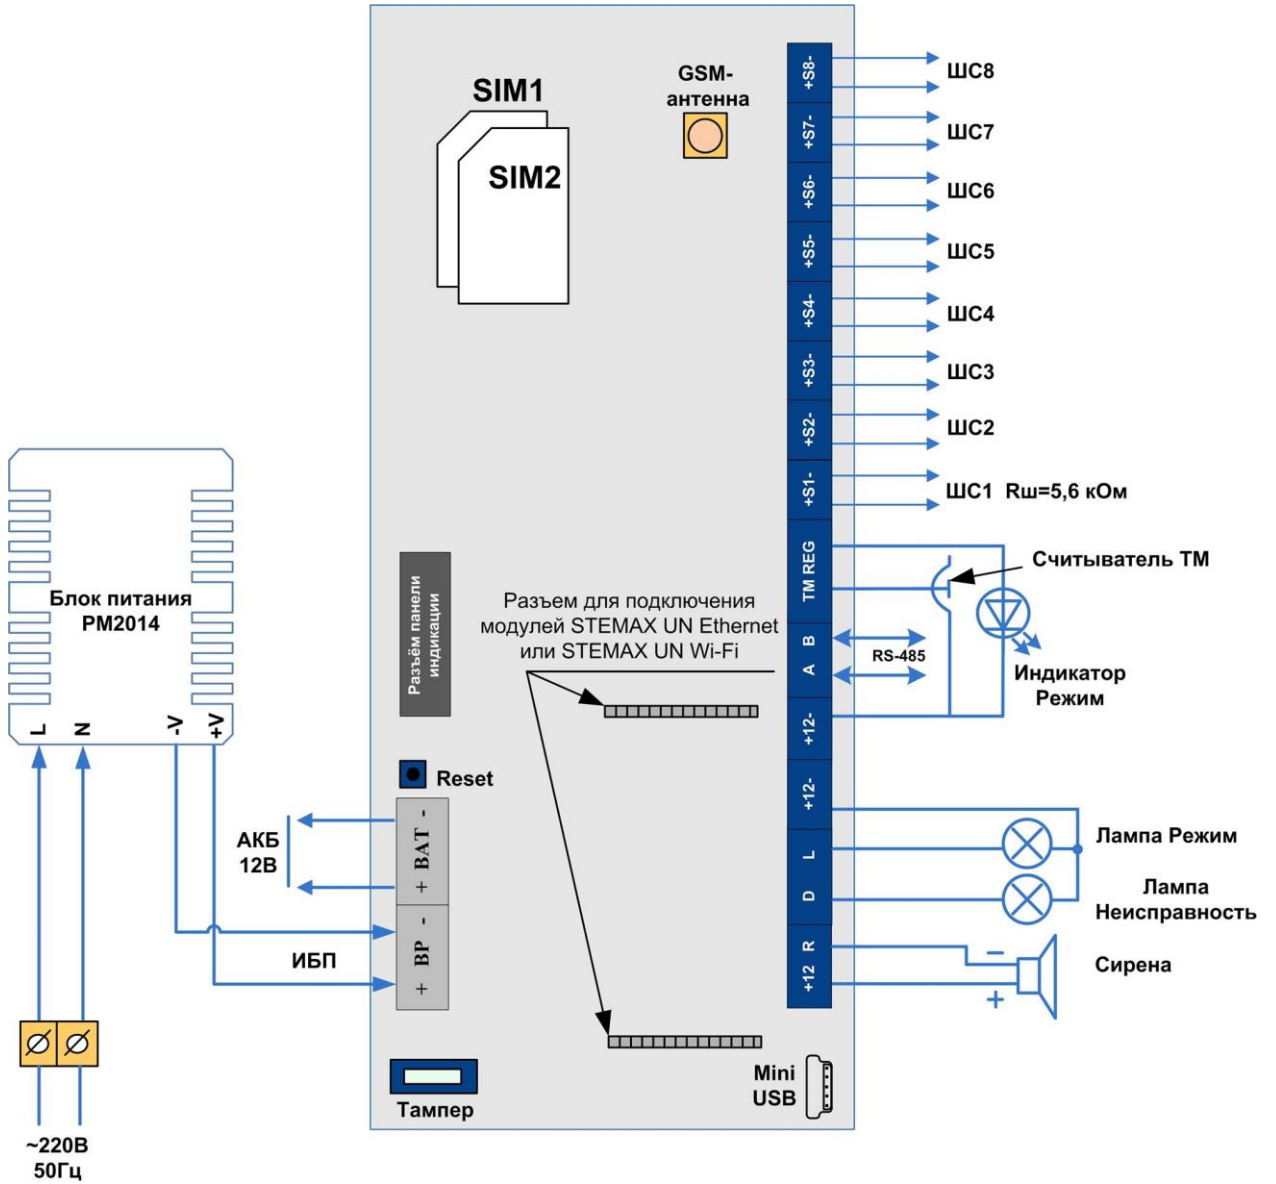 SIM1
SIM2
GSM-
антенна
+S8-
ШС8
+S7-
ШС7
+S6-
ШС6
+S5-
ШС5
+S4-
ШС4
+S3-
ШС3
+S2-
ШС2
+S1-
ШС1 Rш=5,6 кОм
TM REG
Считыватель ТМ
Индикатор
Режим
B
A
RS-485
+12-
+12-
L
Лампа Режим
D
Лампа
Неисправность
R
+12
–
+
Сирена
Разъем для подключения
модулей STEMAX UN Ethernet
или STEMAX UN Wi-Fi
Разъём панели
индикации
Блок питания
PM2014
L
N
-V
+V
Reset
АКБ
12В
+ BAT -
ИБП
+ BP -
Тампер
Mini
USB
~220В
50Гц